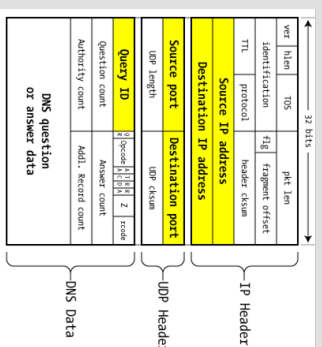 32 bits
ver hlen TOS pkt len
identification flg fragment offset
TTL protocol header cksum
Source IP address
Destination IP address
IP Header
Source port Destination port
UDP length UDP cksum
UDP Heade
Query ID Q R Opcode A A T C R D R A Z rcode
Question count Answer count
Authority count Addl. Record count
DNS question
or answer data
DNS Data